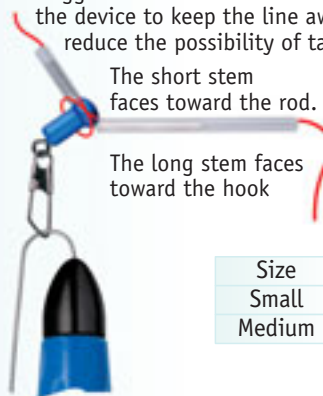 the device to keep the line aw
reduce the possibility of ta
The short stem
faces toward the rod.
The long stem faces
toward the hook
Size
Small
Medium